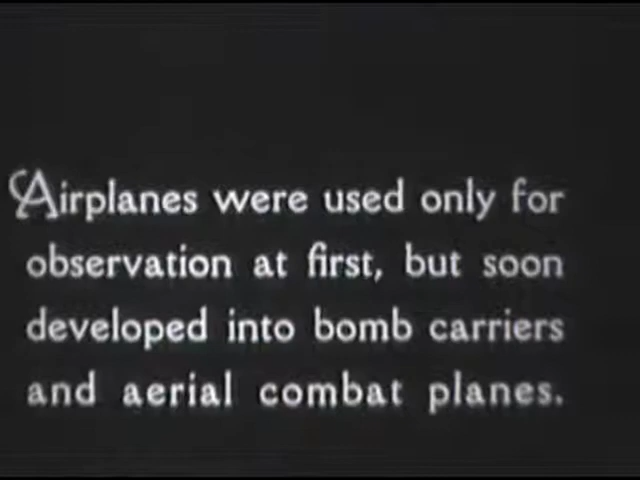 Airplanes were used only for
observation at first, but soon
developed into bomb carriers
and aerial combat planes.